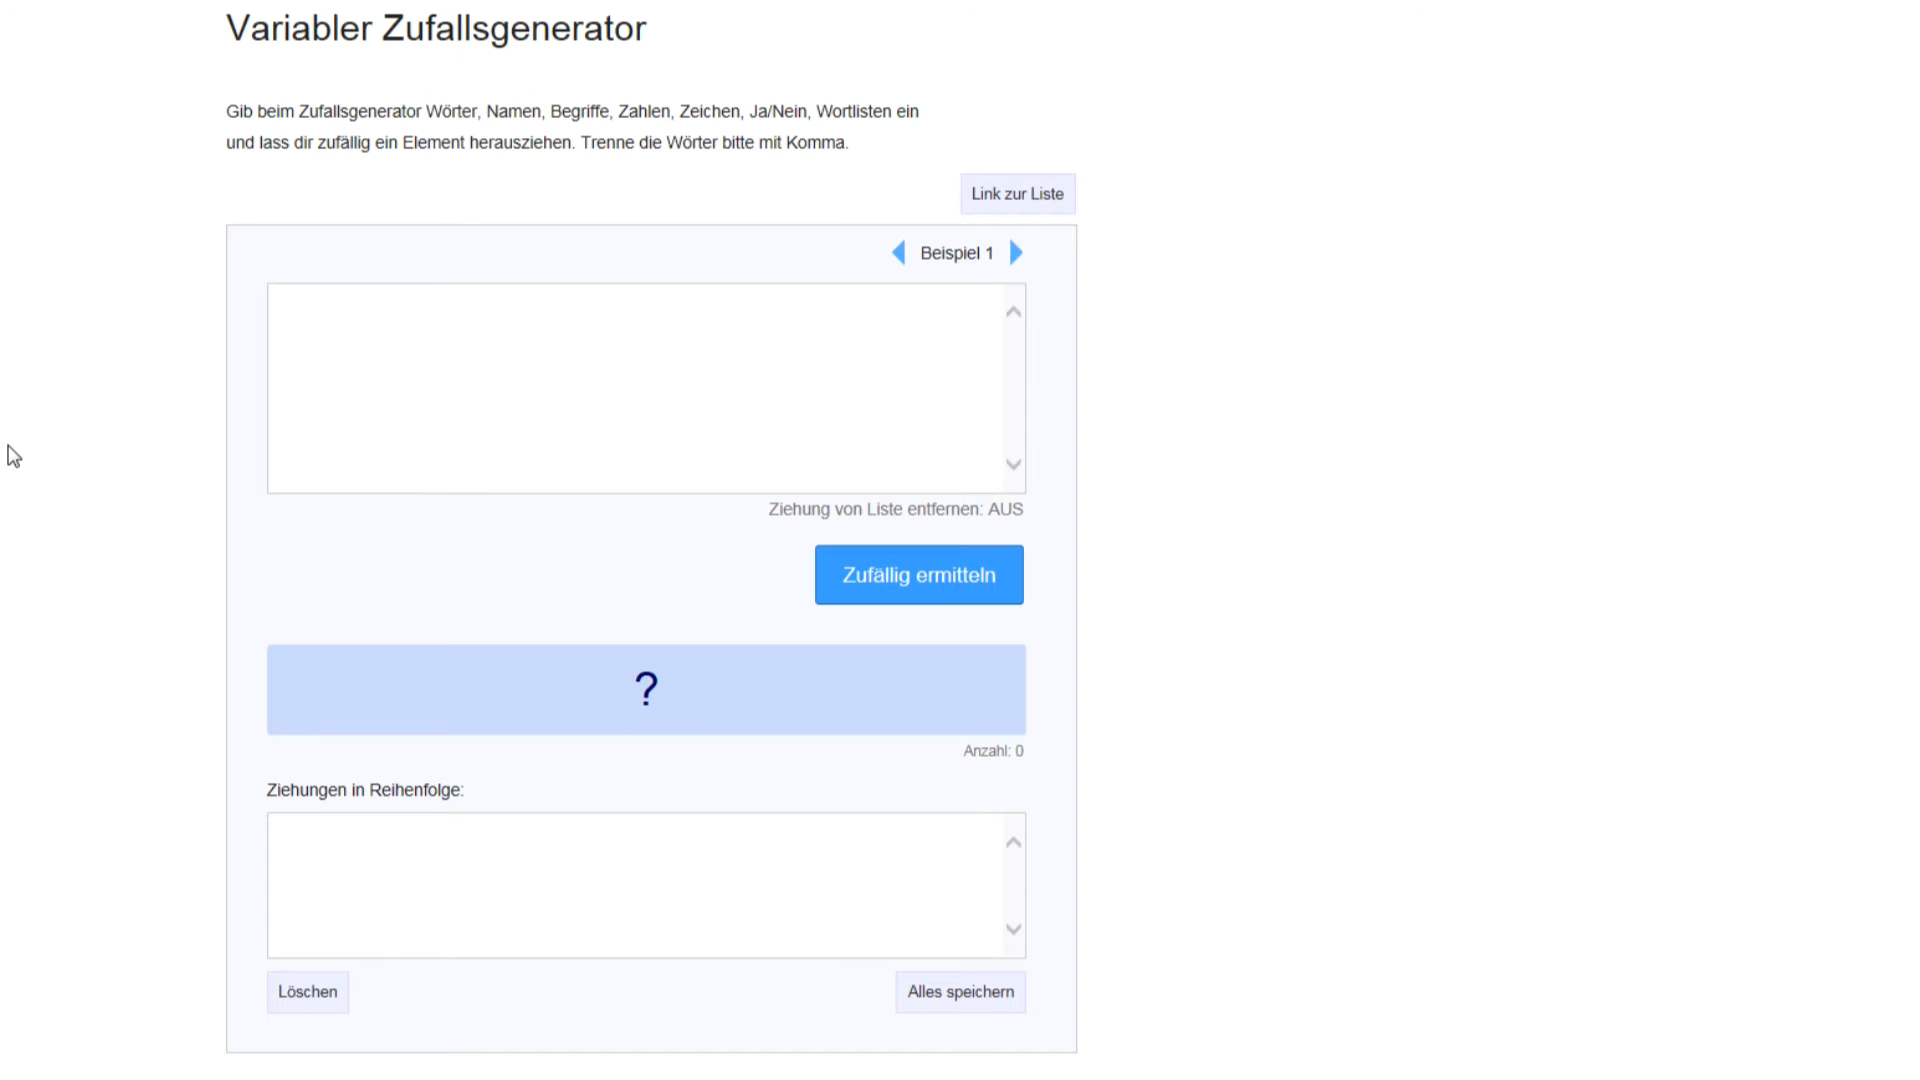 Variabler Zufallsgenerator
Gib beim Zufallsgenerator Wörter, Namen, Begriffe, Zahlen, Zeichen, Ja/Nein, Wortlisten ein
und lass dir zufällig ein Element herausziehen. Trenne die Wörter bitte mit Komma.
Link zur Liste
Beispiel 1
Ziehung von Liste entfernen: AUS
Zufällig ermitteln
?
Anzahl: 0
Ziehungen in Reihenfolge:
Löschen
Alles speichern